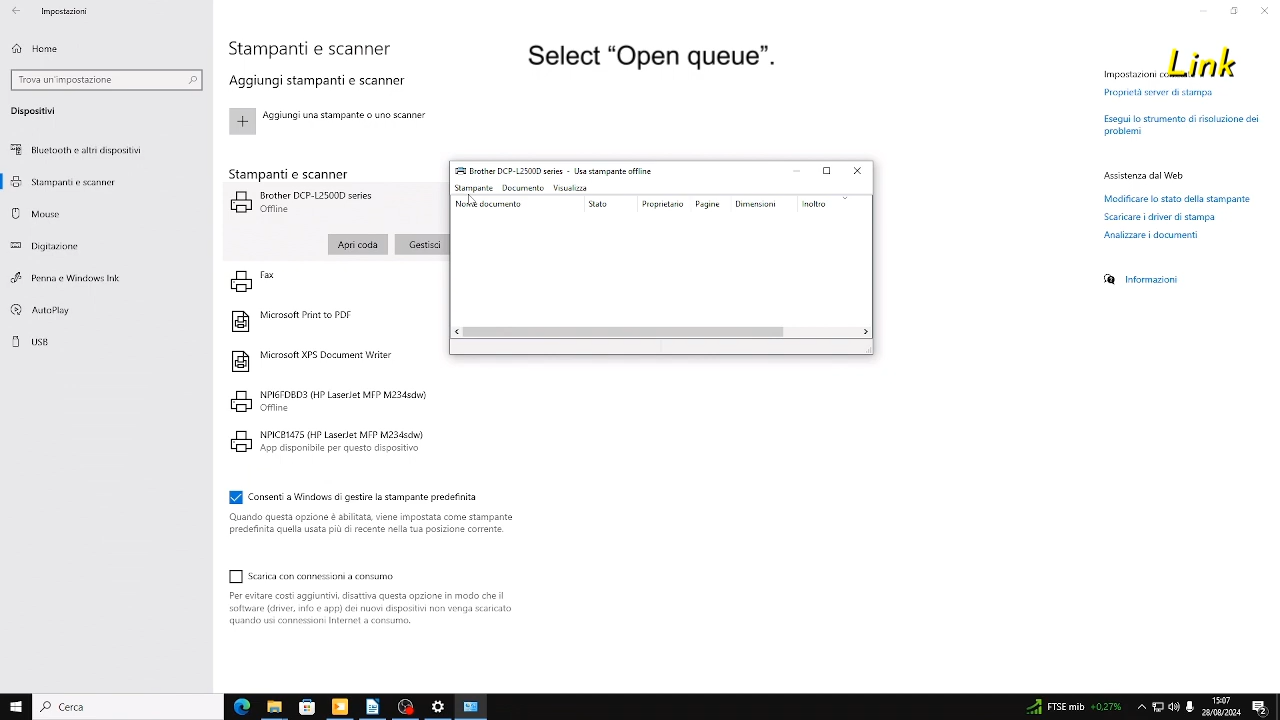 Impostazioni
Select “Open queue”.
Link
Home
Trova un'impostazione
Dispositivi
Bluetooth e altri dispositivi
Stampanti e scanner
Mouse
Digitazione
Penna e Windows Ink
AutoPlay
USB
Stampanti e scanner
Aggiungi stampanti e scanner
Aggiungi una stampante o uno scanner
Stampanti e scanner
Brother DCP-L2500D series
Offline
Apri coda
Gestisci
Fax
Microsoft Print to PDF
Microsoft XPS Document Writer
NPI6FDBD3 (HP LaserJet MFP M234sdw)
Offline
NPICB1475 (HP LaserJet MFP M234sdw)
App disponibile per questo dispositivo
Consenti a Windows di gestire la stampante predefinita
Quando questa opzione è abilitata, viene impostata come stampante
predefinita quella usata più di recente nella tua posizione corrente.
Scarica con connessioni a consumo
Per evitare costi aggiuntivi, disattiva questa opzione in modo che il
software (driver, info e app) dei nuovi dispositivi non venga scaricato
quando usi connessioni Internet a consumo.
Brother DCP-L2500D series - Usa stampante offline
Stampante Documento Visualizza
Nome documento Stato Proprietario Pagine Dimensioni Inoltro
Impostazioni
Proprietà server di stampa
Esegui lo strumento di risoluzione dei
problemi
Assistenza dal Web
Modificare lo stato della stampante
Scaricare i driver di stampa
Analizzare i documenti
Informazioni
Cerca
FTSE mib +0,27%
15:07
28/08/2024
2